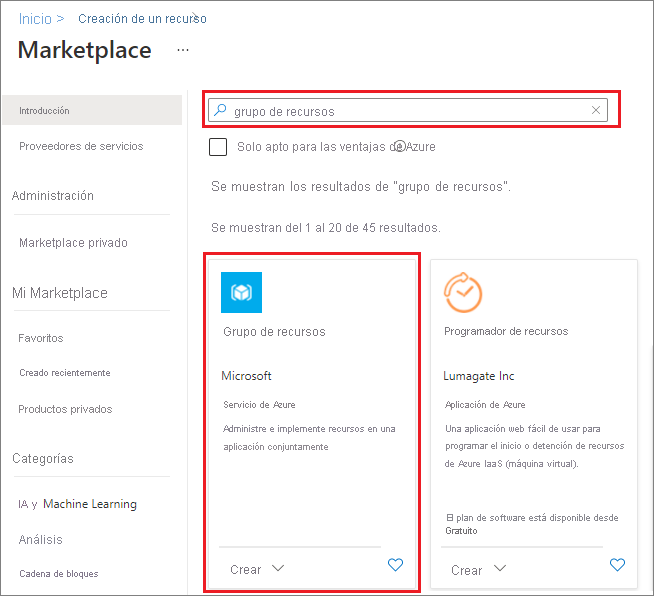 Inicio > Creación de un recurso
Marketplace ...
Introducción
Proveedores de servicios
Administración
Marketplace privado
Mi Marketplace
Favoritos
Creado recientemente
Productos privados
Categorías
IA y Machine Learning
Análisis
Cadena de bloques
grupo de recursos
Solo apto para las ventajas de Azure
Se muestran los resultados de "grupo de recursos".
Se muestran del 1 al 20 de 45 resultados.
Grupo de recursos
Microsoft
Servicio de Azure
Administre e implemente recursos en una
aplicación conjuntamente
Crear
Programador de recursos
Lumagate Inc
Aplicación de Azure
Una aplicación web fácil de usar para
programar el inicio o detención de recursos
de Azure IaaS (máquina virtual).
El plan de software está disponible desde
Gratuito
Crear